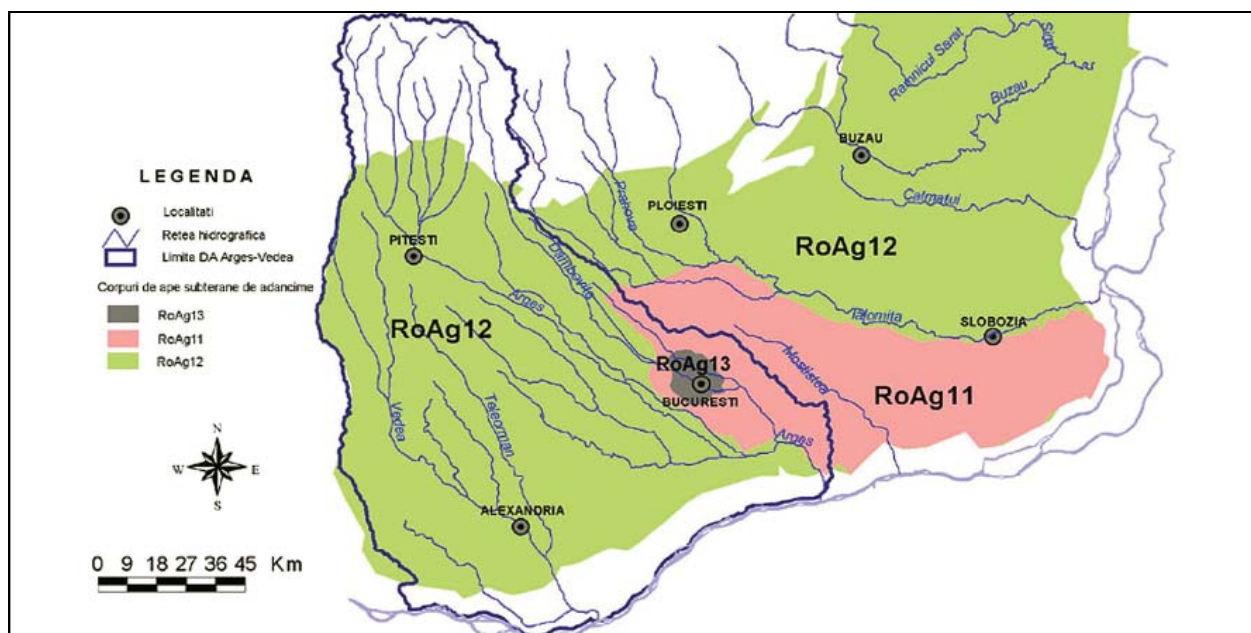 LEGENDA
Localitati
Retea hidrografica
Limita DA Arges-Vedea
Corpuri de ape subterane de adancime
RoAg13
RoAg11
RoAg12
N
W E
S
0 9 18 27 36 45 Km
Ramnicul Sarat
Siret
Buzau
BUZAU
Calmatui
Prahova
PLOIESTI
RoAg12
PITESTI
Dambovita
Arges
RoAg12
Ialomita
SLOBOZIA
Mostistea
RoAg13
BUCURESTI
RoAg11
Arges
Vedea
Teleorman
ALEXANDRIA